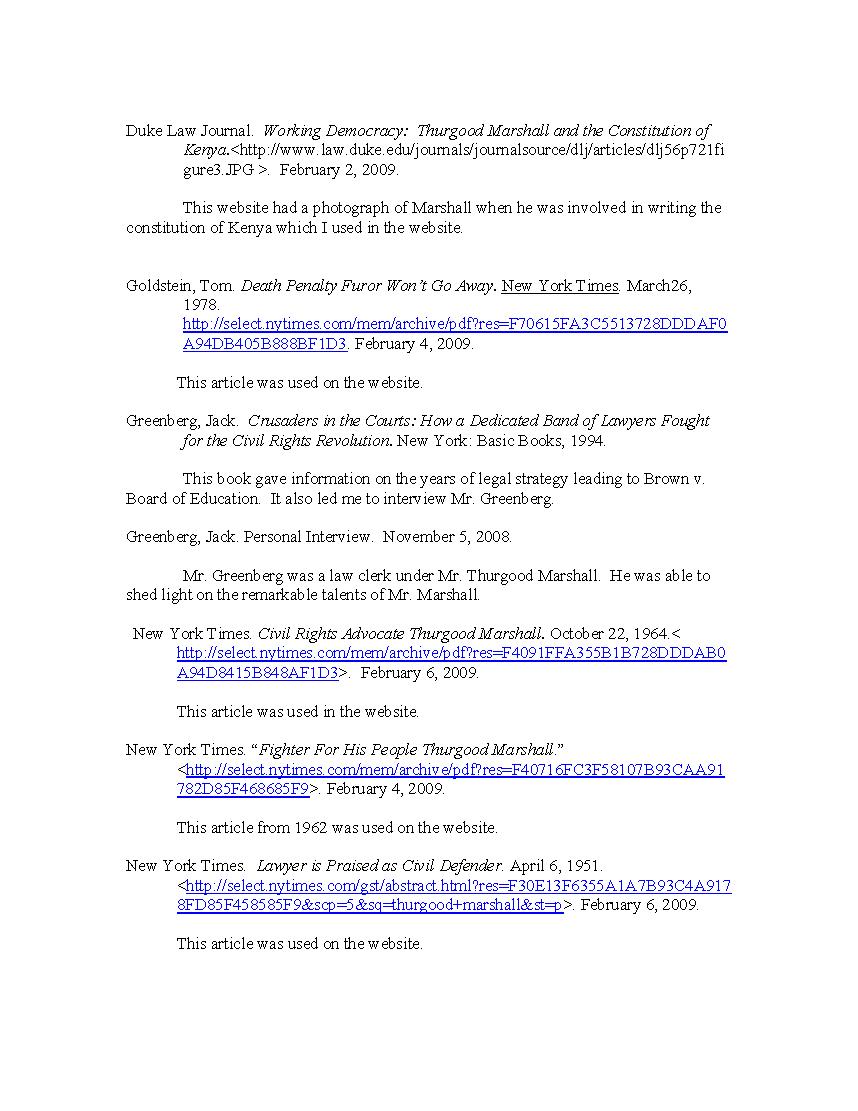 Duke Law Journal.  Working Democracy:  Thurgood Marshall and the Constitution of
Kenya.<http://www.law.duke.edu/journals/journalsource/dlj/articles/dlj56p721fi
gure3.JPG >.  February 2, 2009.
This website had a photograph of Marshall when he was involved in writing the
constitution of Kenya which I used in the website.
Goldstein, Tom. Death Penalty Furor Won’t Go Away. New York Times. March26,
1978.
http://select.nytimes.com/mem/archive/pdf?res=F70615FA3C5513728DDDAF0
A94DB405B888BF1D3. February 4, 2009.
This article was used on the website.
Greenberg, Jack.  Crusaders in the Courts: How a Dedicated Band of Lawyers Fought
for the Civil Rights Revolution. New York: Basic Books, 1994.
This book gave information on the years of legal strategy leading to Brown v.
Board of Education.  It also led me to interview Mr. Greenberg.
Greenberg, Jack. Personal Interview.  November 5, 2008.
Mr. Greenberg was a law clerk under Mr. Thurgood Marshall.  He was able to
shed light on the remarkable talents of Mr. Marshall.
New York Times. Civil Rights Advocate Thurgood Marshall. October 22, 1964.<
http://select.nytimes.com/mem/archive/pdf?res=F4091FFA355B1B728DDDAB0
A94D8415B848AF1D3>.  February 6, 2009.
This article was used in the website.
New York Times. “Fighter For His People Thurgood Marshall.”
<http://select.nytimes.com/mem/archive/pdf?res=F40716FC3F58107B93CAA91
782D85F468685F9>. February 4, 2009.
This article from 1962 was used on the website.
New York Times.  Lawyer is Praised as Civil Defender. April 6, 1951.
<http://select.nytimes.com/gst/abstract.html?res=F30E13F6355A1A7B93C4A917
8FD85F458585F9&scp=5&sq=thurgood+marshall&st=p>. February 6, 2009.
This article was used on the website.